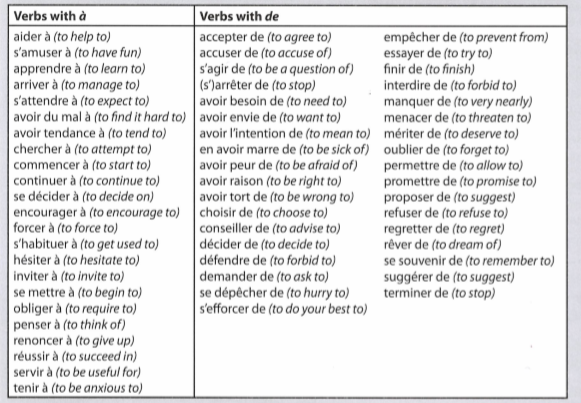 Verbs with à
aider à (to help to)
s'amuser à (to have fun)
apprendre à (to learn to)
arriver à (to manage to)
s'attendre à (to expect to)
avoir du mal à (to find it hard to)
avoir tendance à (to tend to)
chercher à (to attempt to)
commencer à (to start to)
continuer à (to continue to)
se décider à (to decide on)
encourager à (to encourage to)
forcer à (to force to)
s'habituer à (to get used to)
hésiter à (to hesitate to)
inviter à (to invite to)
se mettre à (to begin to)
obliger à (to require to)
penser à (to think of)
renoncer à (to give up)
réussir à (to succeed in)
servir à (to be useful for)
tenir à (to be anxious to)
Verbs with de
accepter de (to agree to)
accuser de (to accuse of)
s'agir de (to be a question of)
(s')arrêter de (to stop)
avoir besoin de (to need to)
avoir envie de (to want to)
avoir l'intention de (to mean to)
en avoir marre de (to be sick of)
avoir peur de (to be afraid of)
avoir raison (to be right to)
avoir tort de (to be wrong to)
choisir de (to choose to)
conseiller de (to advise to)
décider de (to decide to)
défendre de (to forbid to)
demander de (to ask to)
se dépêcher de (to hurry to)
s'efforcer de (to do your best to)
empêcher de (to prevent from)
essayer de (to try to)
finir de (to finish)
interdire de (to forbid to)
manquer de (to very nearly)
menacer de (to threaten to)
mériter de (to deserve to)
oublier de (to forget to)
permettre de (to allow to)
promettre de (to promise to)
proposer de (to suggest)
refuser de (to refuse to)
regretter de (to regret)
rêver de (to dream of)
se souvenir de (to remember to)
suggérer de (to suggest)
terminer de (to stop)